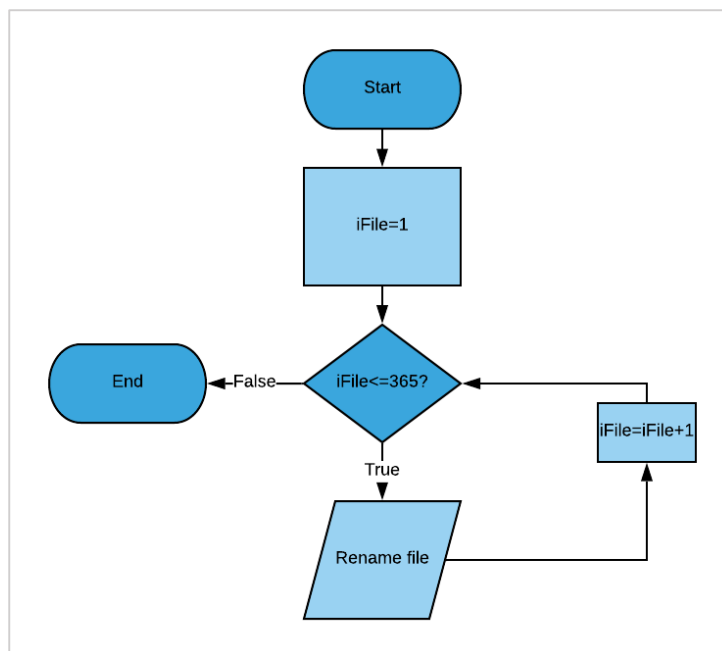 Start
iFile=1
iFile<=365?
False
End
True
Rename file
iFile=iFile+1